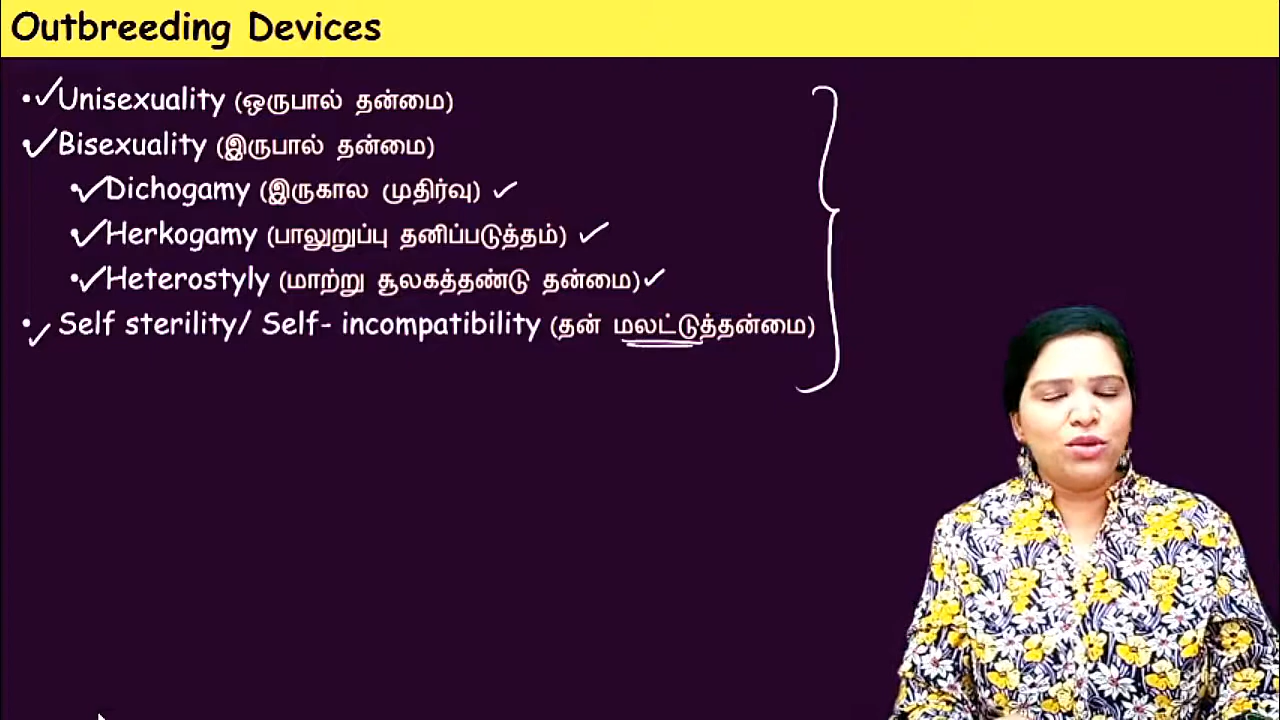 Outbreeding Devices
• Unisexuality (ஒருபால் தன்மை)
• Bisexuality (இருபால் தன்மை)
• Dichogamy (இருகால முதிர்வு)
• Herkogamy (பாலுறுப்பு தனிப்படுத்தம்)
• Heterostyly (மாற்று சூலகத்தண்டு தன்மை)
• Self sterility/ Self- incompatibility (தன் மலட்டுத்தன்மை)